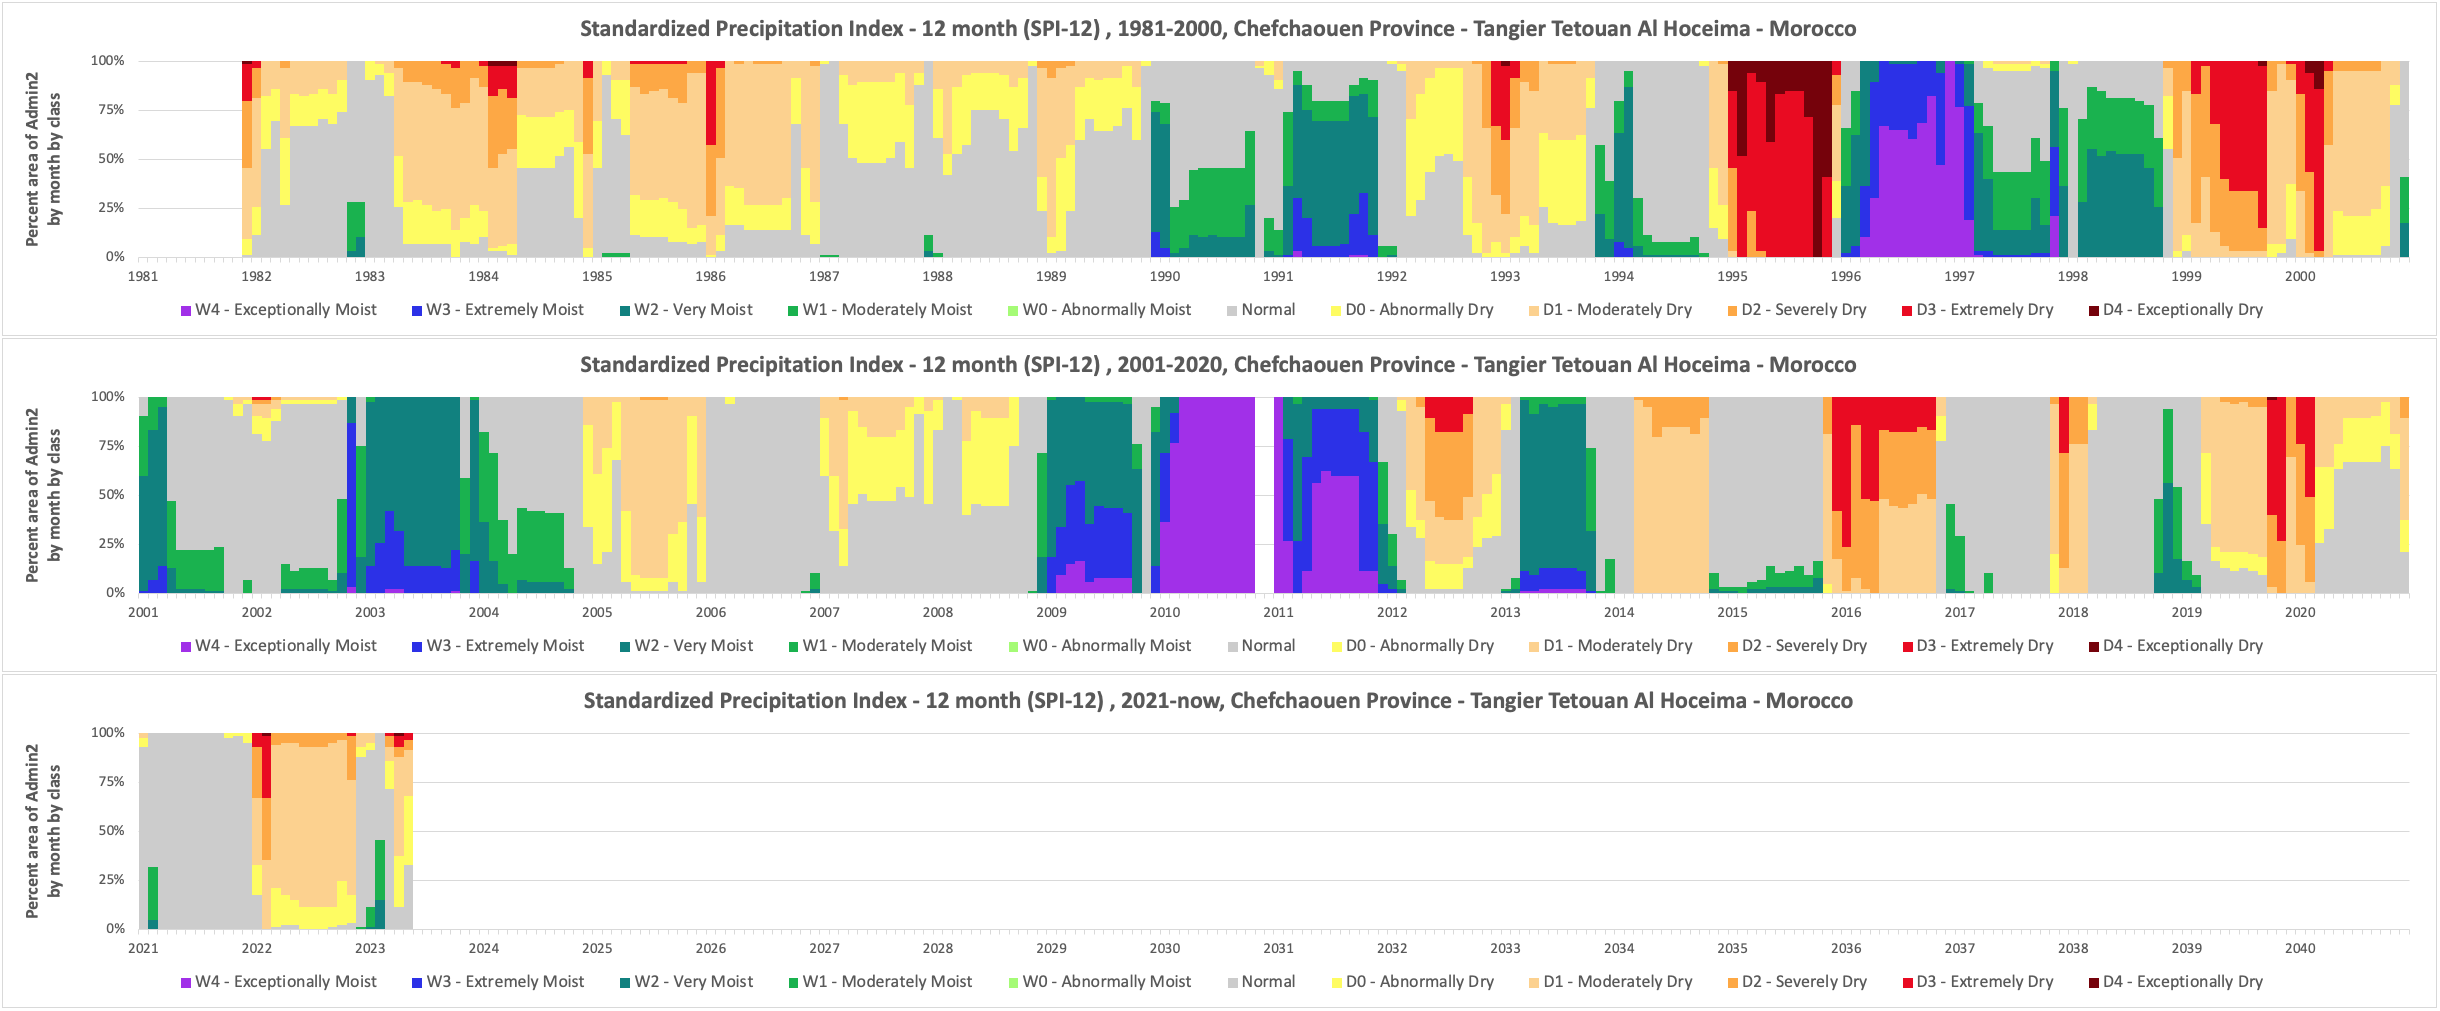 Standardized Precipitation Index - 12 month (SPI-12) , 1981-2000, Chefchaouen Province - Tangier Tetouan Al Hoceima - Morocco
Percent area of Admin2
by month by class
100%
75%
50%
25%
0%
1981 1982 1983 1984 1985 1986 1987 1988 1989 1990 1991 1992 1993 1994 1995 1996 1997 1998 1999 2000
W4 - Exceptionally Moist W3 - Extremely Moist W2 - Very Moist W1 - Moderately Moist W0 - Abnormally Moist Normal D0 - Abnormally Dry D1 - Moderately Dry D2 - Severely Dry D3 - Extremely Dry D4 - Exceptionally Dry
Standardized Precipitation Index - 12 month (SPI-12) , 2001-2020, Chefchaouen Province - Tangier Tetouan Al Hoceima - Morocco
Percent area of Admin2
by month by class
100%
75%
50%
25%
0%
2001 2002 2003 2004 2005 2006 2007 2008 2009 2010 2011 2012 2013 2014 2015 2016 2017 2018 2019 2020
W4 - Exceptionally Moist W3 - Extremely Moist W2 - Very Moist W1 - Moderately Moist W0 - Abnormally Moist Normal D0 - Abnormally Dry D1 - Moderately Dry D2 - Severely Dry D3 - Extremely Dry D4 - Exceptionally Dry
Standardized Precipitation Index - 12 month (SPI-12) , 2021-now, Chefchaouen Province - Tangier Tetouan Al Hoceima - Morocco
Percent area of Admin2
by month by class
100%
75%
50%
25%
0%
2021 2022 2023 2024 2025 2026 2027 2028 2029 2030 2031 2032 2033 2034 2035 2036 2037 2038 2039 2040
W4 - Exceptionally Moist W3 - Extremely Moist W2 - Very Moist W1 - Moderately Moist W0 - Abnormally Moist Normal D0 - Abnormally Dry D1 - Moderately Dry D2 - Severely Dry D3 - Extremely Dry D4 - Exceptionally Dry